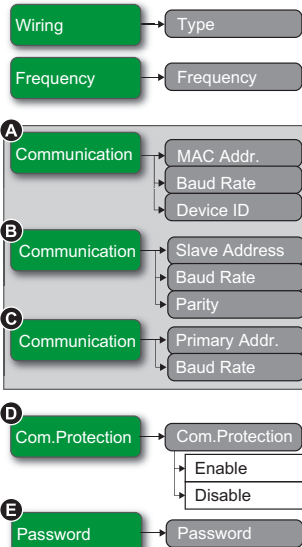 Wiring Type
Frequency Frequency
A
Communication MAC Addr.
Baud Rate
Device ID
B
Communication Slave Address
Baud Rate
Parity
C
Communication Primary Addr.
Baud Rate
D
Com.Protection Com.Protection
Enable
Disable
E
Password Password